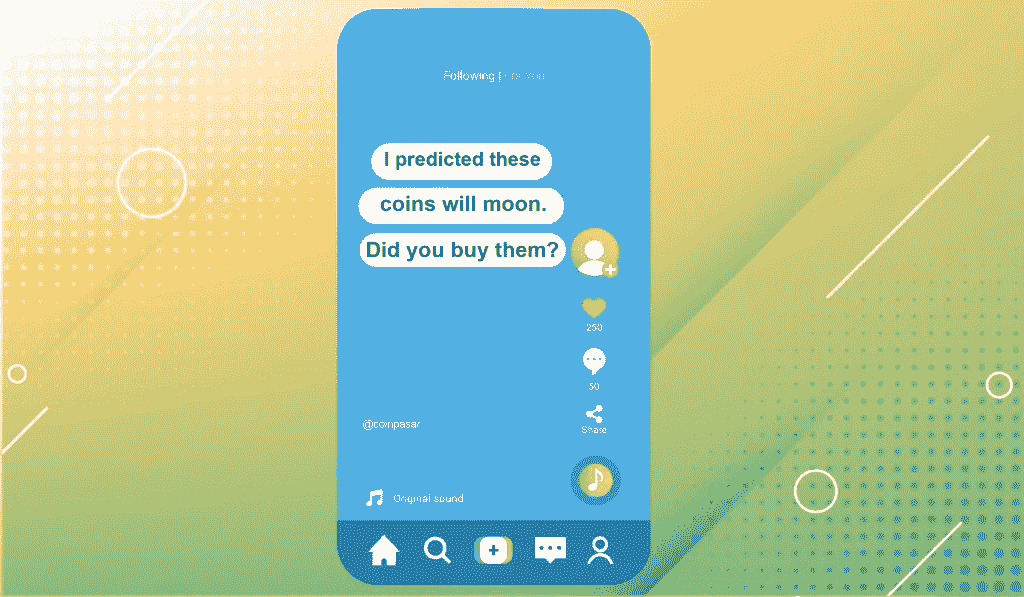 Following | For You
I predicted these
coins will moon.
Did you buy them?
250
50
Share
@coinpasar
Original sound